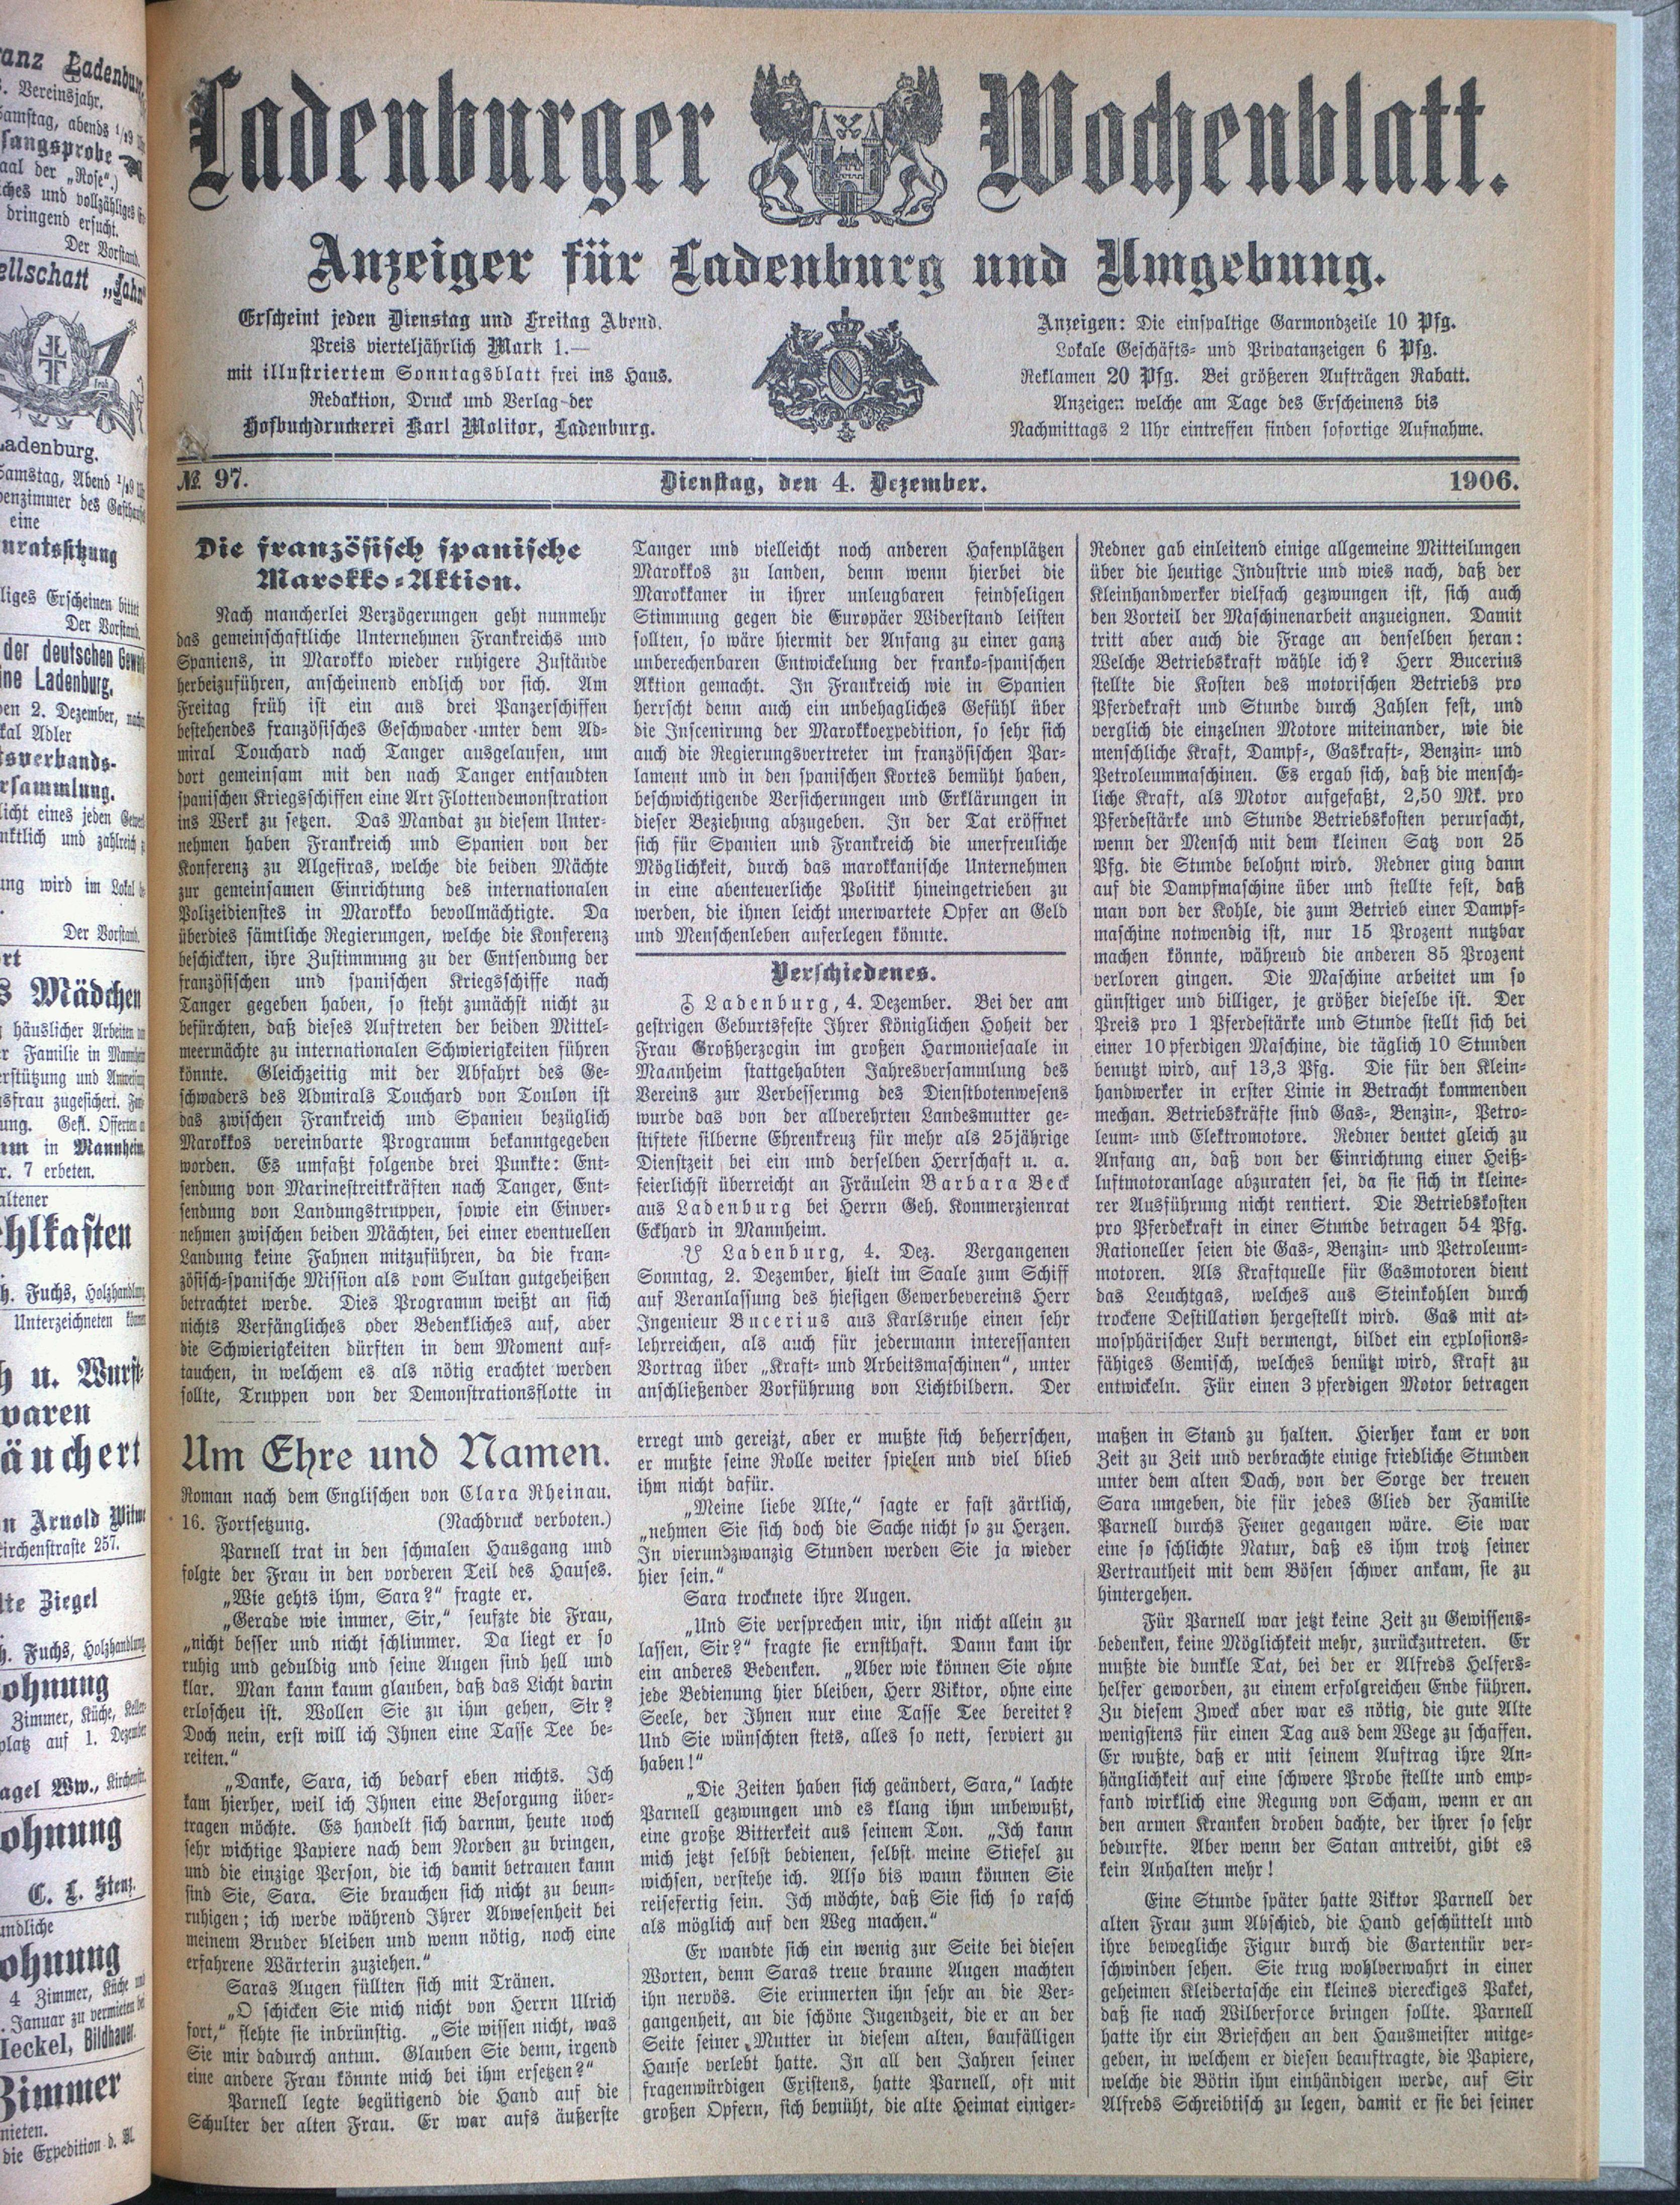 Ladenburger Wochenblatt.
Anzeiger für Ladenburg und Umgebung.
Erscheint jeden Dienstag und Freitag Abend.
Preis vierteljährlich Mark 1.—
mit illustriertem Sonntagsblatt frei ins Haus.
Redaktion, Druck und Verlag der
Hofbuchdruckerei Karl Molitor, Ladenburg.
Anzeigen: Die einspaltige Garmondzeile 10 Pfg.
Lokale Geschäfts- und Privatanzeigen 6 Pfg.
Reklamen 20 Pfg. Bei größeren Aufträgen Rabatt.
Anzeigen welche am Tage des Erscheinens bis
Nachmittags 2 Uhr eintreffen finden sofortige Aufnahme.
№ 97. Dienstag, den 4. Dezember. 1906.
Die französisch spanische
Marokko-Aktion.
Nach mancherlei Verzögerungen geht nunmehr
das gemeinschaftliche Unternehmen Frankreichs und
Spaniens, in Marokko wieder ruhigere Zustände
herbeizuführen, anscheinend endlich vor sich. Am
Freitag früh ist ein aus drei Panzerschiffen
bestehendes französisches Geschwader unter dem Ad-
miral Touchard nach Tanger ausgelaufen, um
dort gemeinsam mit den nach Tanger entsandten
spanischen Kriegsschiffen eine Art Flottendemonstration
ins Werk zu setzen. Das Mandat zu diesem Unter-
nehmen haben Frankreich und Spanien von der
Konferenz zu Algesiras, welche die beiden Mächte
zur gemeinsamen Einrichtung des internationalen
Polizeidienstes in Marokko bevollmächtigte. Da
überdies sämtliche Regierungen, welche die Konferenz
beschickten, ihre Zustimmung zu der Entsendung der
französischen und spanischen Kriegsschiffe nach
Tanger gegeben haben, so steht zunächst nicht zu
befürchten, daß dieses Auftreten der beiden Mittel-
meermächte zu internationalen Schwierigkeiten führen
könnte. Gleichzeitig mit der Abfahrt des Ge-
schwaders des Admirals Touchard von Toulon ist
das zwischen Frankreich und Spanien bezüglich
Marokkos vereinbarte Programm bekanntgegeben
worden. Es umfaßt folgende drei Punkte: Ent-
sendung von Marinestreitkräften nach Tanger, Ent-
sendung von Landungstruppen, sowie ein Einver-
nehmen zwischen beiden Mächten, bei einer eventuellen
Landung keine Fahnen mitzuführen, da die fran-
zösisch-spanische Mission als vom Sultan gutgeheißen
betrachtet werde. Dies Programm weißt an sich
nichts Verfängliches oder Bedenkliches auf, aber
die Schwierigkeiten dürften in dem Moment auf-
tauchen, in welchem es als nötig erachtet werden
sollte, Truppen von der Demonstrationsflotte in
Tanger und vielleicht noch anderen Hafenplätzen
Marokkos zu landen, denn wenn hierbei die
Marokkaner in ihrer unleugbaren feindseligen
Stimmung gegen die Europäer Widerstand leisten
sollten, so wäre hiermit der Anfang zu einer ganz
unberechenbaren Entwickelung der franko-spanischen
Aktion gemacht. In Frankreich wie in Spanien
herrscht denn auch ein unbehagliches Gefühl über
die Inscenirung der Marokkoexpedition, so sehr sich
auch die Regierungsvertreter im französischen Par-
lament und in den spanischen Kortes bemüht haben,
beschwichtigende Versicherungen und Erklärungen in
dieser Beziehung abzugeben. In der Tat eröffnet
sich für Spanien und Frankreich die unerfreuliche
Möglichkeit, durch das marokkanische Unternehmen
in eine abenteuerliche Politik hineingetrieben zu
werden, die ihnen leicht unerwartete Opfer an Geld
und Menschenleben auferlegen könnte.
Verschiedenes.
Ladenburg, 4. Dezember. Bei der am
gestrigen Geburtsfeste Ihrer Königlichen Hoheit der
Frau Großherzogin im großen Harmoniesaale in
Mannheim stattgehabten Jahresversammlung des
Vereins zur Verbesserung des Dienstbotenwesens
wurde das von der allverehrten Landesmutter ge-
stiftete silberne Ehrenkreuz für mehr als 25jährige
Dienstzeit bei ein und derselben Herrschaft u. a.
feierlichst überreicht an Fräulein Barbara Beck
aus Ladenburg bei Herrn Geh. Kommerzienrat
Eckhard in Mannheim.
Ladenburg, 4. Dez. Vergangenen
Sonntag, 2. Dezember, hielt im Saale zum Schiff
auf Veranlassung des hiesigen Gewerbevereins Herr
Ingenieur Bucerius aus Karlsruhe einen sehr
lehrreichen, als auch für jedermann interessanten
Vortrag über „Kraft- und Arbeitsmaschinen“, unter
anschließender Vorführung von Lichtbildern. Der
Redner gab einleitend einige allgemeine Mitteilungen
über die heutige Industrie und wies nach, daß der
Kleinhandwerker vielfach gezwungen ist, sich auch
den Vorteil der Maschinenarbeit anzueignen. Damit
tritt aber auch die Frage an denselben heran:
Welche Betriebskraft wähle ich? Herr Bucerius
stellte die Kosten des motorischen Betriebs pro
Pferdekraft und Stunde durch Zahlen fest, und
verglich die einzelnen Motore miteinander, wie die
menschliche Kraft, Dampf-, Gaskraft-, Benzin- und
Petroleummaschinen. Es ergab sich, daß die mensch-
liche Kraft, als Motor aufgefaßt, 2,50 Mk. pro
Pferdestärke und Stunde Betriebskosten perursacht,
wenn der Mensch mit dem kleinen Satz von 25
Pfg. die Stunde belohnt wird. Redner ging dann
auf die Dampfmaschine über und stellte fest, daß
man von der Kohle, die zum Betrieb einer Dampf-
maschine notwendig ist, nur 15 Prozent nutzbar
machen könnte, während die anderen 85 Prozent
verloren gingen. Die Maschine arbeitet um so
günstiger und billiger, je größer dieselbe ist. Der
Preis pro 1 Pferdestärke und Stunde stellt sich bei
einer 10pferdigen Maschine, die täglich 10 Stunden
benutzt wird, auf 13,3 Pfg. Die für den Klein-
handwerker in erster Linie in Betracht kommenden
mechan. Betriebskräfte sind Gas-, Benzin-, Petro-
leum- und Elektromotore. Redner deutet gleich zu
Anfang an, daß von der Einrichtung einer Heiß-
luftmotoranlage abzuraten sei, da sie sich in kleine-
rer Ausführung nicht rentiert. Die Betriebskosten
pro Pferdekraft in einer Stunde betragen 54 Pfg.
Rationeller seien die Gas-, Benzin- und Petroleum-
motoren. Als Kraftquelle für Gasmotoren dient
das Leuchtgas, welches aus Steinkohlen durch
trockene Destillation hergestellt wird. Gas mit at-
mosphärischer Luft vermengt, bildet ein explosions-
fähiges Gemisch, welches benützt wird, Kraft zu
entwickeln. Für einen 3pferdigen Motor betragen
Um Ehre und Namen.
Roman nach dem Englischen von Clara Rheinau.
16. Fortsetzung. (Nachdruck verboten.)
Parnell trat in den schmalen Hausgang und
folgte der Frau in den vorderen Teil des Hauses.
„Wie gehts ihm, Sara?“ fragte er.
„Gerade wie immer, Sir,“ seufzte die Frau,
„nicht besser und nicht schlimmer. Da liegt er so
ruhig und geduldig und seine Augen sind hell und
klar. Man kann kaum glauben, daß das Licht darin
erloschen ist. Wollen Sie zu ihm gehen, Sir?
Doch nein, erst will ich Ihnen eine Tasse Tee be-
reiten.“
„Danke, Sara, ich bedarf eben nichts. Ich
kam hierher, weil ich Ihnen eine Besorgung über-
tragen möchte. Es handelt sich darum, heute noch
sehr wichtige Papiere nach dem Norden zu bringen,
und die einzige Person, die ich damit betrauen kann
sind Sie, Sara. Sie brauchen sich nicht zu beun-
ruhigen; ich werde während Ihrer Abwesenheit bei
meinem Bruder bleiben und wenn nötig, noch eine
erfahrene Wärterin zuziehen.“
Saras Augen füllten sich mit Tränen.
„O schicken Sie mich nicht von Herrn Ulrich
fort,“ flehte sie inbrünstig. „Sie wissen nicht, was
Sie mir dadurch antun. Glauben Sie denn, irgend
eine andere Frau könnte mich bei ihm ersetzen?“
Parnell legte begütigend die Hand auf die
Schulter der alten Frau. Er war aufs äußerste
erregt und gereizt, aber er mußte sich beherrschen,
er mußte seine Rolle weiter spielen und viel blieb
ihm nicht dafür.
„Meine liebe Alte,“ sagte er fast zärtlich,
„nehmen Sie sich doch die Sache nicht so zu Herzen.
In vierundzwanzig Stunden werden Sie ja wieder
hier sein.“
Sara trocknete ihre Augen.
„Und Sie versprechen mir, ihn nicht allein zu
lassen, Sir?“ fragte sie ernsthaft. Dann kam ihr
ein anderes Bedenken. „Aber wie können Sie ohne
jede Bedienung hier bleiben, Herr Viktor, ohne eine
Seele, der Ihnen nur eine Tasse Tee bereitet?
Und Sie wünschten stets, alles so nett, serviert zu
haben!“
„Die Zeiten haben sich geändert, Sara,“ lachte
Parnell gezwungen und es klang ihm unbewußt,
eine große Bitterkeit aus seinem Ton. „Ich kann
mich jetzt selbst bedienen, selbst meine Stiefel zu
wichsen, verstehe ich. Also bis wann können Sie
reisefertig sein. Ich möchte, daß Sie sich so rasch
als möglich auf den Weg machen.“
Er wandte sich ein wenig zur Seite bei diesen
Worten, denn Saras treue braune Augen machten
ihn nervös. Sie erinnerten ihn sehr an die Ver-
gangenheit, an die schöne Jugendzeit, die er an der
Seite seiner Mutter in diesem alten, baufälligen
Hause verlebt hatte. In all den Jahren seiner
fragenwürdigen Existens, hatte Parnell, oft mit
großen Opfern, sich bemüht, die alte Heimat einiger-
maßen in Stand zu halten. Hierher kam er von
Zeit zu Zeit und verbrachte einige friedliche Stunden
unter dem alten Dach, von der Sorge der treuen
Sara umgeben, die für jedes Glied der Familie
Parnell durchs Feuer gegangen wäre. Sie war
eine so schlichte Natur, daß es ihm trotz seiner
Vertrautheit mit dem Bösen schwer ankam, sie zu
hintergehen.
Für Parnell war jetzt keine Zeit zu Gewissens-
bedenken, keine Möglichkeit mehr, zurückzutreten. Er
mußte die dunkle Tat, bei der er Alfreds Helfers-
helfer geworden, zu einem erfolgreichen Ende führen.
Zu diesem Zweck aber war es nötig, die gute Alte
wenigstens für einen Tag aus dem Wege zu schaffen.
Er wußte, daß er mit seinem Auftrag ihre An-
hänglichkeit auf eine schwere Probe stellte und emp-
fand wirklich eine Regung von Scham, wenn er an
den armen Kranken droben dachte, der ihrer so sehr
bedurfte. Aber wenn der Satan antreibt, gibt es
kein Anhalten mehr!
Eine Stunde später hatte Viktor Parnell der
alten Frau zum Abschied, die Hand geschüttelt und
ihre bewegliche Figur durch die Gartentür ver-
schwinden sehen. Sie trug wohlverwahrt in einer
geheimen Kleidertasche ein kleines viereckiges Paket,
daß sie nach Wilberforce bringen sollte. Parnell
hatte ihr ein Briefchen an den Hausmeister mitge-
geben, in welchem er diesen beauftragte, die Papiere,
welche die Bötin ihm einhändigen werde, auf Sir
Alfreds Schreibtisch zu legen, damit er sie bei seiner